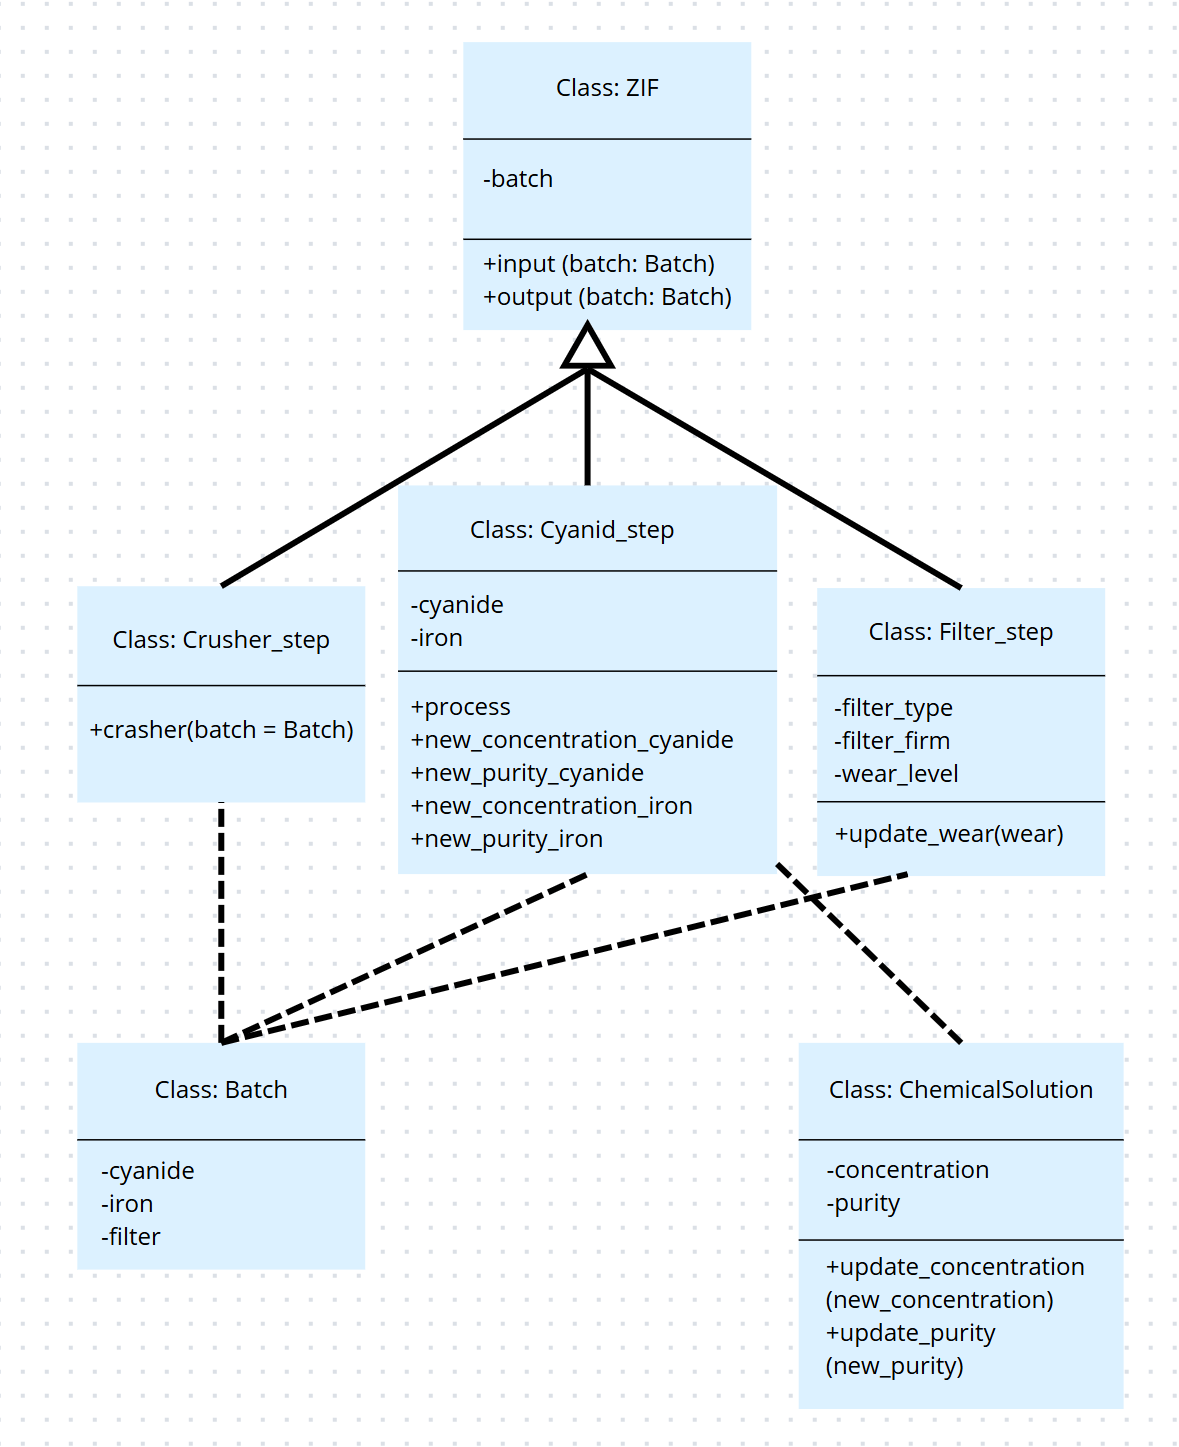 Class: ZIF
-batch
+input (batch: Batch)
+output (batch: Batch)
Class: Crusher_step
+crasher(batch = Batch)
Class: Cyanid_step
-cyanide
-iron
+process
+new_concentration_cyanide
+new_purity_cyanide
+new_concentration_iron
+new_purity_iron
Class: Filter_step
-filter_type
-filter_firm
-wear_level
+update_wear(wear)
Class: Batch
-cyanide
-iron
-filter
Class: ChemicalSolution
-concentration
-purity
+update_concentration
(new_concentration)
+update_purity
(new_purity)